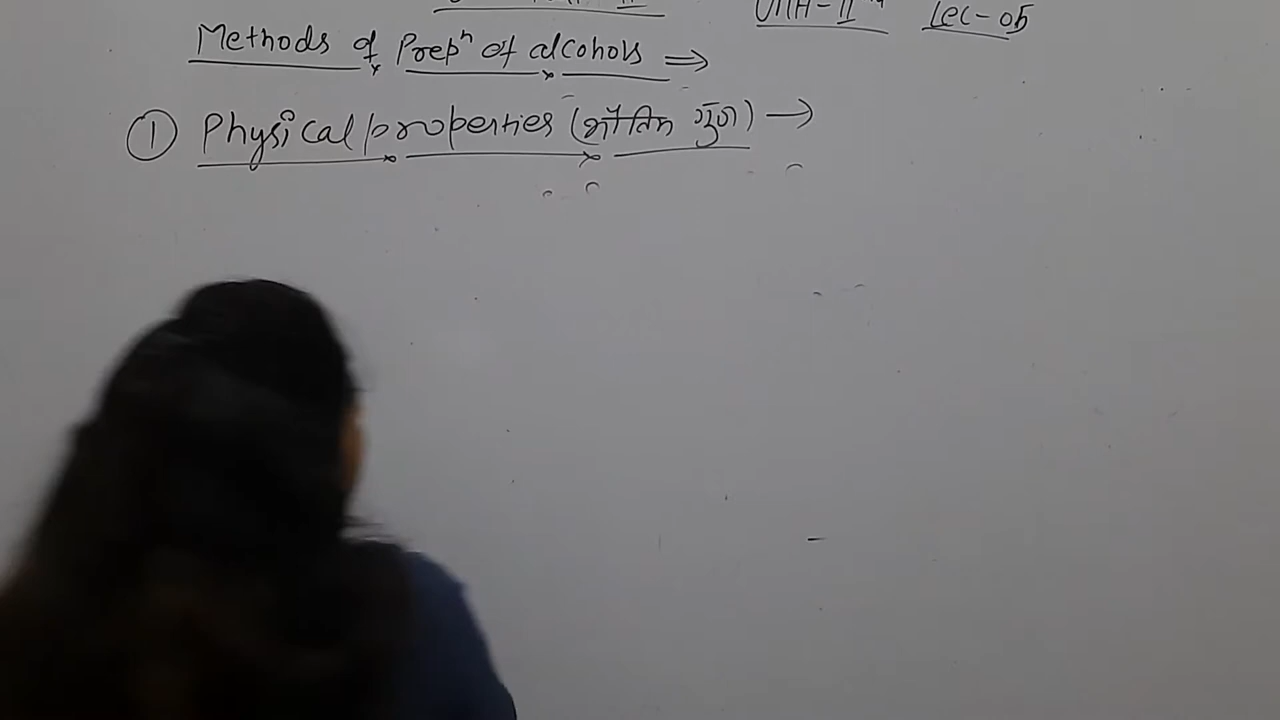 Unit-II Lec-05
Methods of Prepⁿ of alcohols ⇒
① Physical properties (भौतिक गुण) →